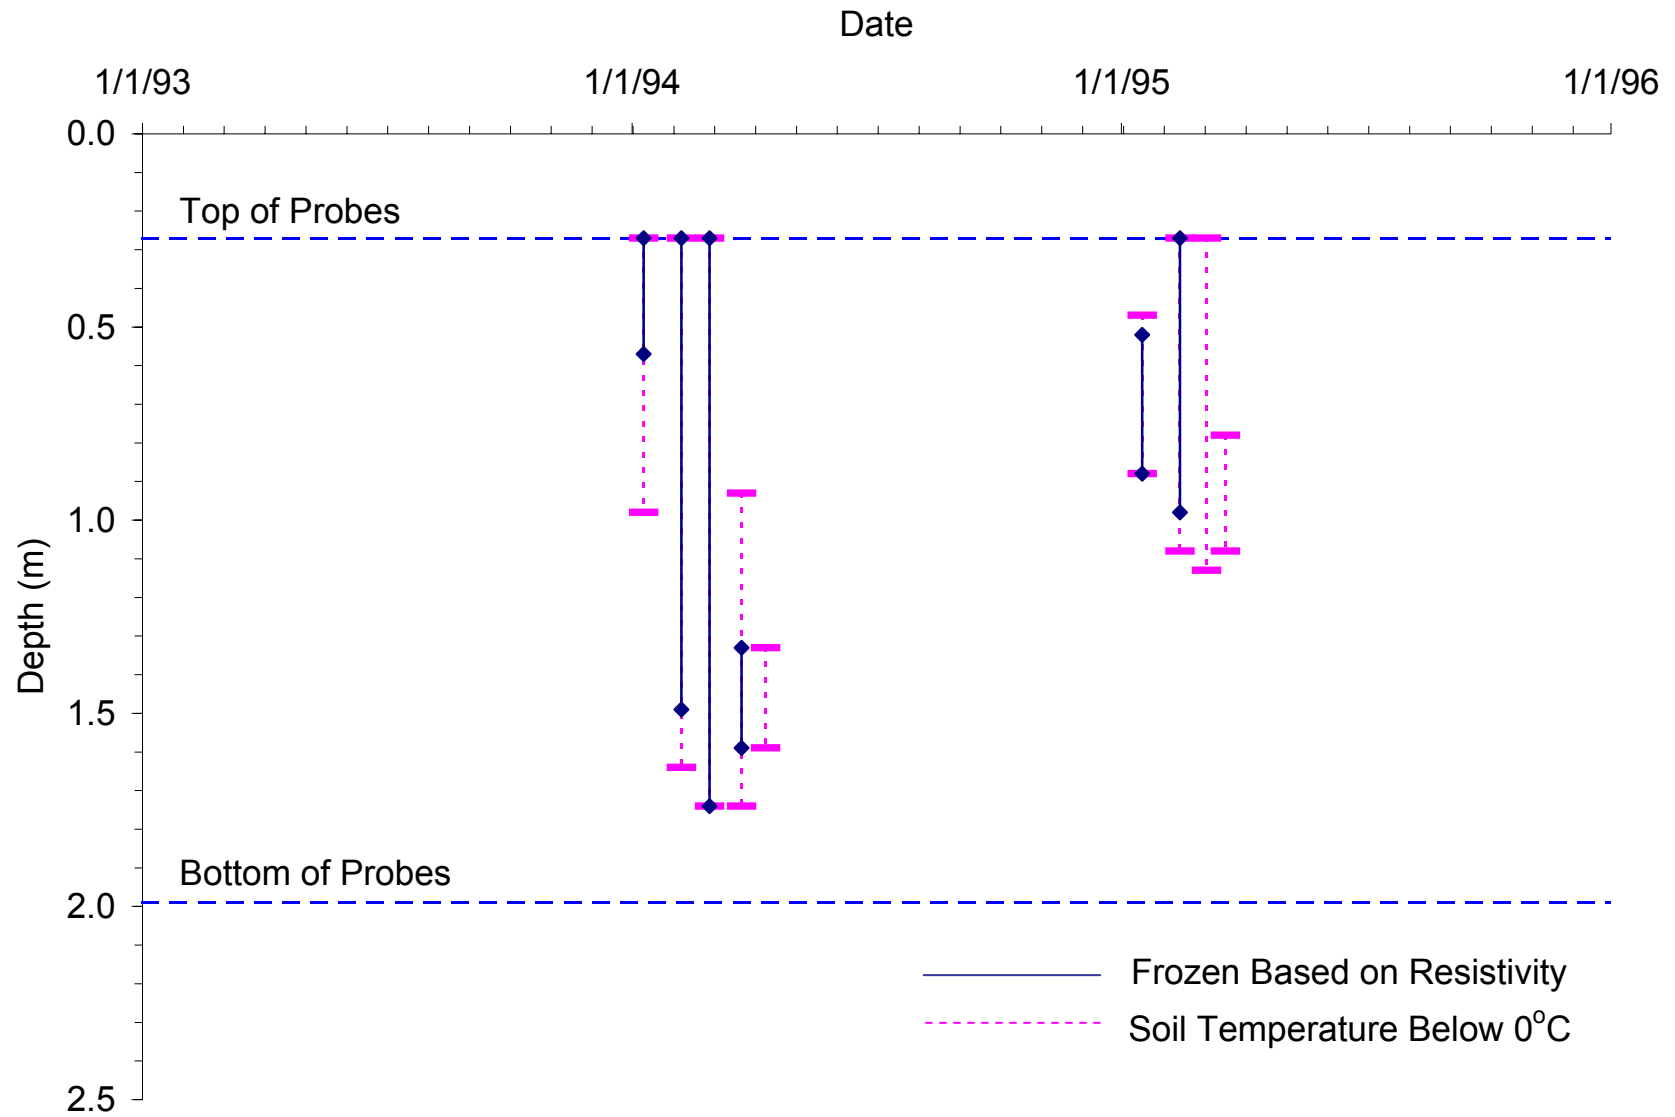 Date
1/1/93 1/1/94 1/1/95 1/1/96
0.0
Top of Probes
0.5
1.0
Depth (m)
1.5
Bottom of Probes
2.0
Frozen Based on Resistivity
Soil Temperature Below 0°C
2.5